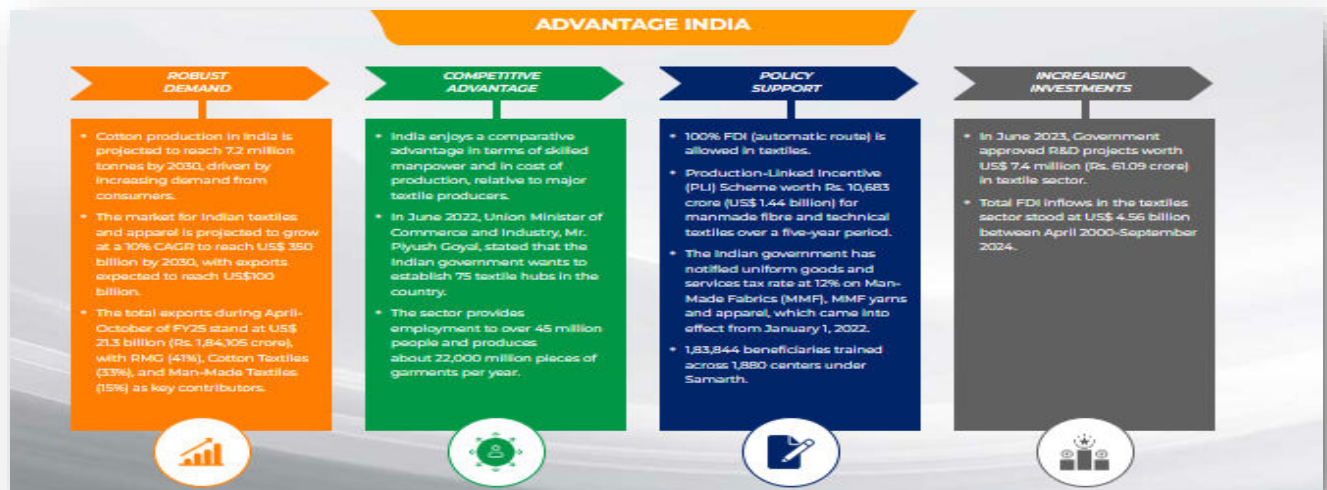 ADVANTAGE INDIA
ROBUST
DEMAND
• Cotton production in India is
projected to reach 7.2 million
tonnes by 2030, driven by
increasing demand from
consumers.
• The market for Indian textiles
and apparel is projected to grow
at a 10% CAGR to reach US$ 350
billion by 2030, with exports
expected to reach US$100
billion.
• The total exports during April-
October of FY25 stand at US$
21.3 billion (Rs. 1,84,105 crore),
with RMG (41%), Cotton Textiles
(33%), and Man-Made Textiles
(15%) as key contributors.
COMPETITIVE
ADVANTAGE
• India enjoys a comparative
advantage in terms of skilled
manpower and in cost of
production, relative to major
textile producers.
• In June 2022, Union Minister of
Commerce and Industry, Mr.
Piyush Goyal, stated that the
Indian government wants to
establish 75 textile hubs in the
country.
• The sector provides
employment to over 45 million
people and produces
about 22,000 million pieces of
garments per year.
POLICY
SUPPORT
• 100% FDI (automatic route) is
allowed in textiles.
• Production-Linked Incentive
(PLI) Scheme worth Rs. 10,683
crore (US$ 1.44 billion) for
manmade fibre and technical
textiles over a five-year period.
• The Indian government has
notified uniform goods and
services tax rate at 12% on Man-
Made Fabrics (MMF), MMF yarns
and apparel, which came into
effect from January 1, 2022.
• 1,83,844 beneficiaries trained
across 1,880 centers under
Samarth.
INCREASING
INVESTMENTS
• In June 2023, Government
approved R&D projects worth
US$ 7.4 million (Rs. 61.09 crore)
in textile sector.
• Total FDI inflows in the textiles
sector stood at US$ 4.56 billion
between April 2000-September
2024.